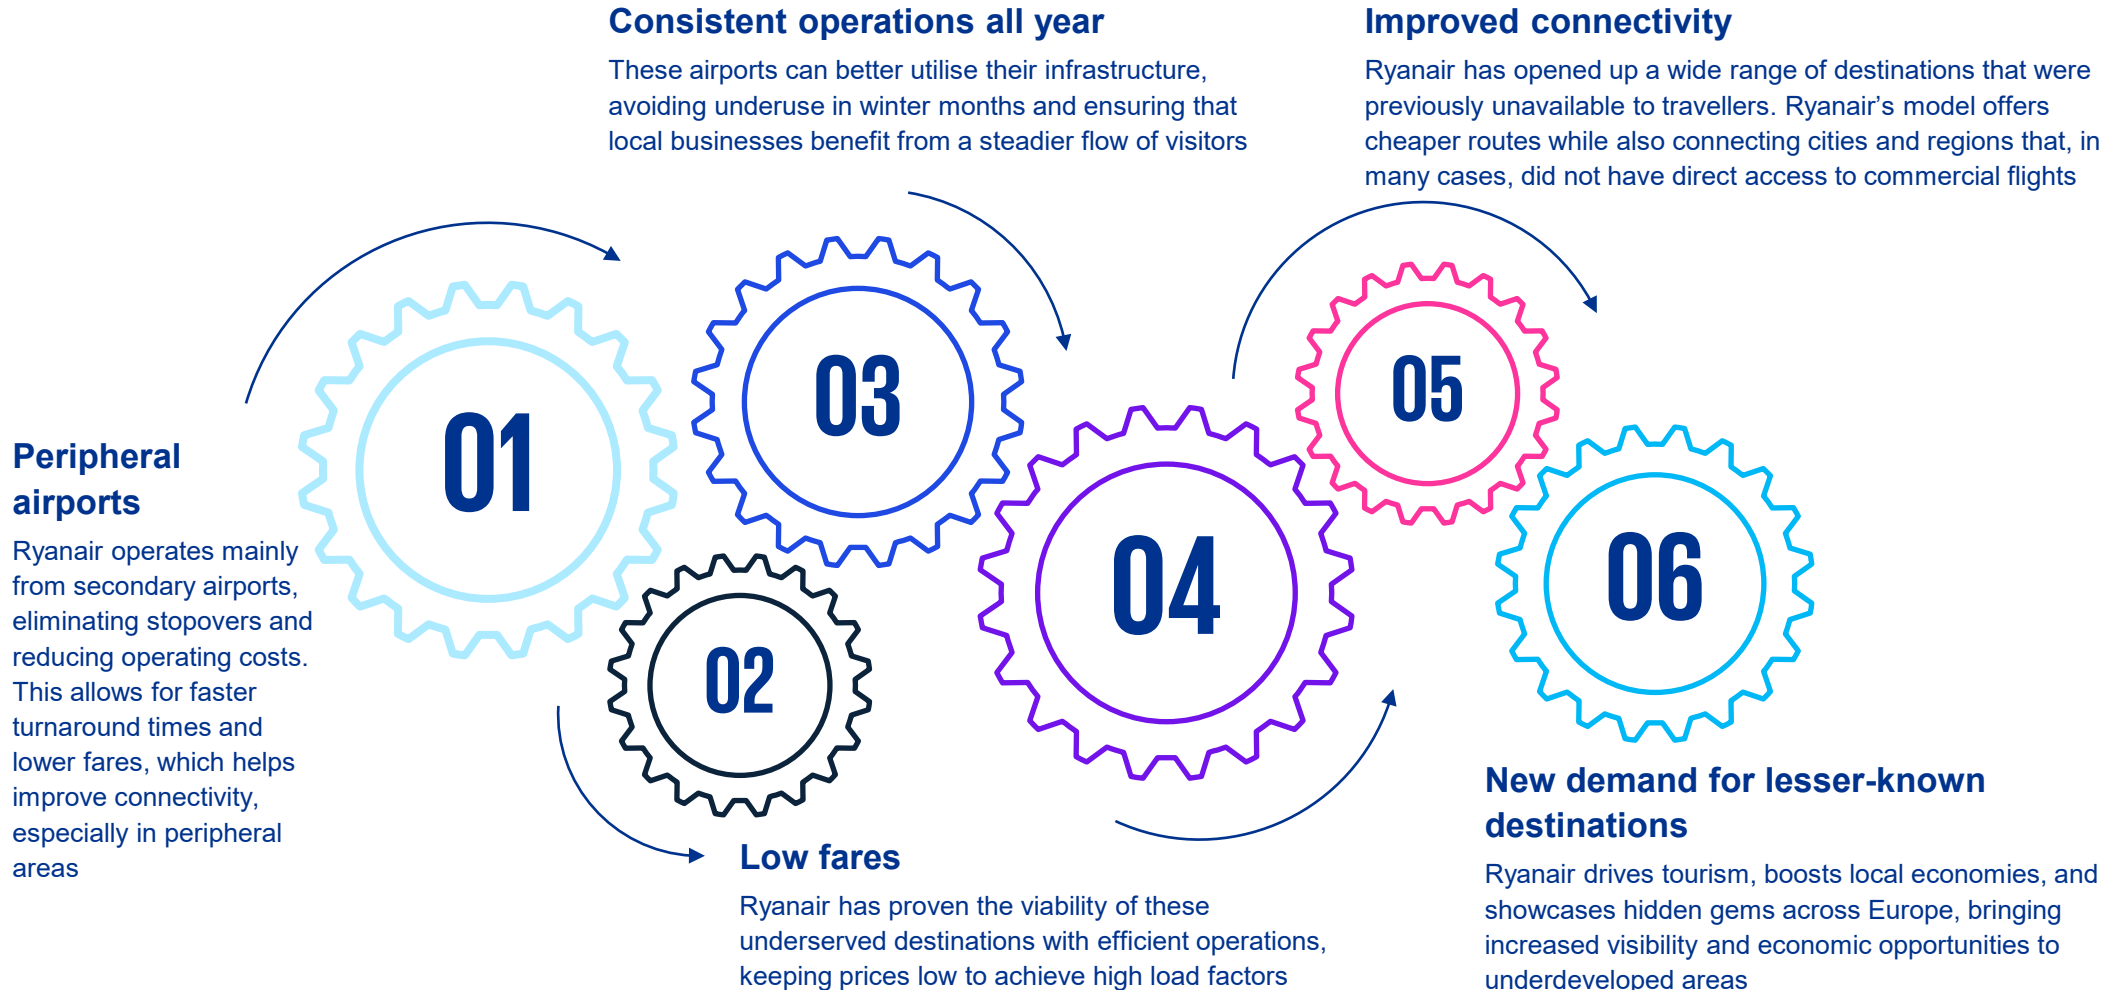 Consistent operations all year
These airports can better utilise their infrastructure,
avoiding underuse in winter months and ensuring that
local businesses benefit from a steadier flow of visitors
Improved connectivity
Ryanair has opened up a wide range of destinations that were
previously unavailable to travellers. Ryanair’s model offers
cheaper routes while also connecting cities and regions that, in
many cases, did not have direct access to commercial flights
01
03
05
04
06
02
Peripheral
airports
Ryanair operates mainly
from secondary airports,
eliminating stopovers and
reducing operating costs.
This allows for faster
turnaround times and
lower fares, which helps
improve connectivity,
especially in peripheral
areas
Low fares
Ryanair has proven the viability of these
underserved destinations with efficient operations,
keeping prices low to achieve high load factors
New demand for lesser-known
destinations
Ryanair drives tourism, boosts local economies, and
showcases hidden gems across Europe, bringing
increased visibility and economic opportunities to
underdeveloped areas